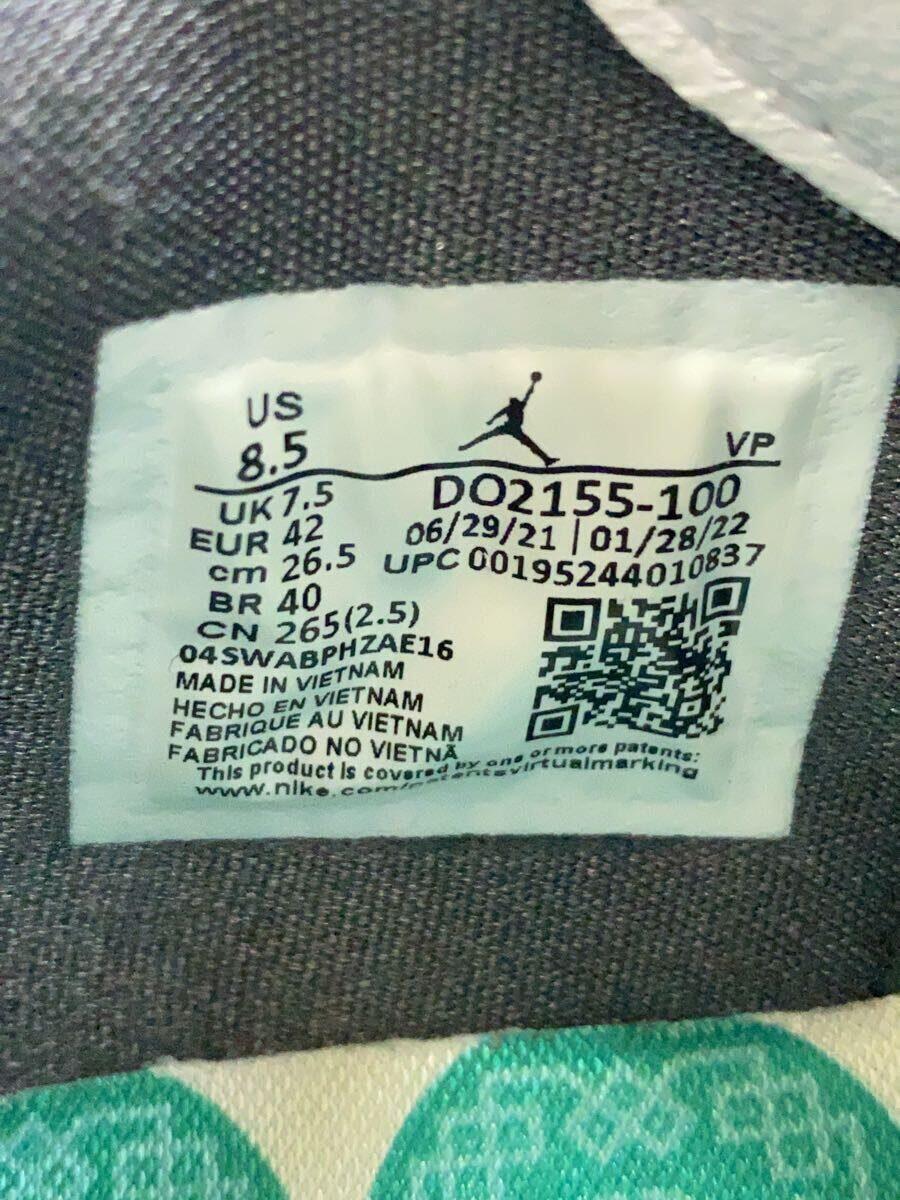 US
8.5
VP
UK 7.5
EUR 42
cm 26.5
BR 40
CN 265(2.5)
DO2155-100
06/29/21 | 01/28/22
UPC 00195244010837
04SWABPHZAE16
MADE IN VIETNAM
HECHO EN VIETNAM
FABRIQUE AU VIETNAM
FABRICADO NO VIETNÃ
This product is covered by one or more patents:
www.nike.com/patentsvirtualmarking